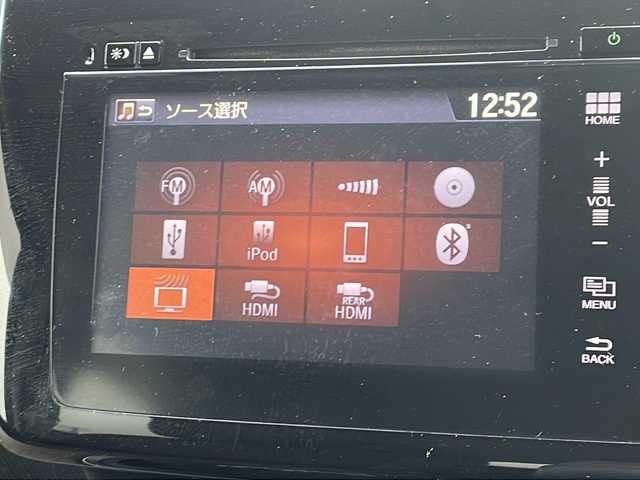 ソース選択
12:52
FM
AM
iPod
HDMI
REAR
HDMI
HOME
+
VOL
−
MENU
BACK